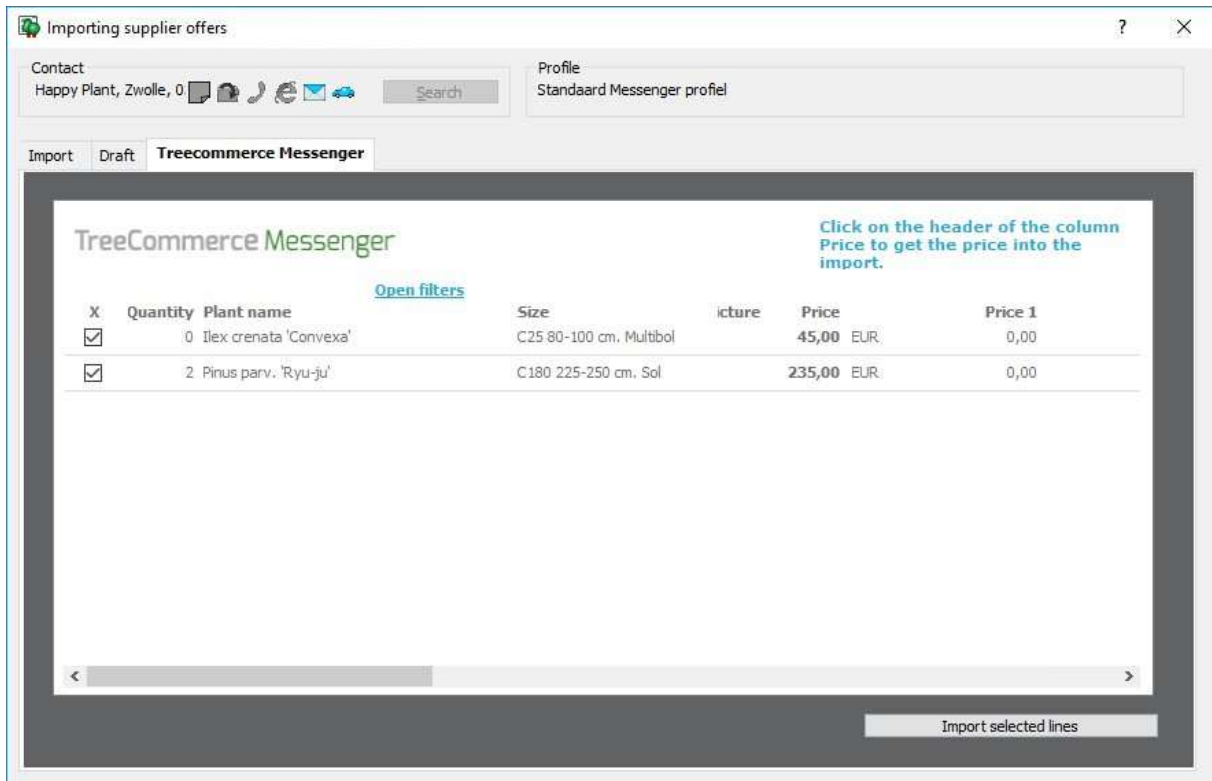 Importing supplier offers ?
Contact
Happy Plant, Zwolle, 0.
Search
Profile
Standaard Messenger profiel
Import Draft Treecommerce Messenger
TreeCommerce Messenger
Click on the header of the column
Price to get the price into the
import.
Open filters
X Quantity Plant name Size icture Price Price 1
0 Ilex crenata 'Convexa' C25 80-100 cm. Multibol 45,00 EUR 0,00
2 Pinus parv. 'Ryu-ju' C180 225-250 cm. Sol 235,00 EUR 0,00
Import selected lines